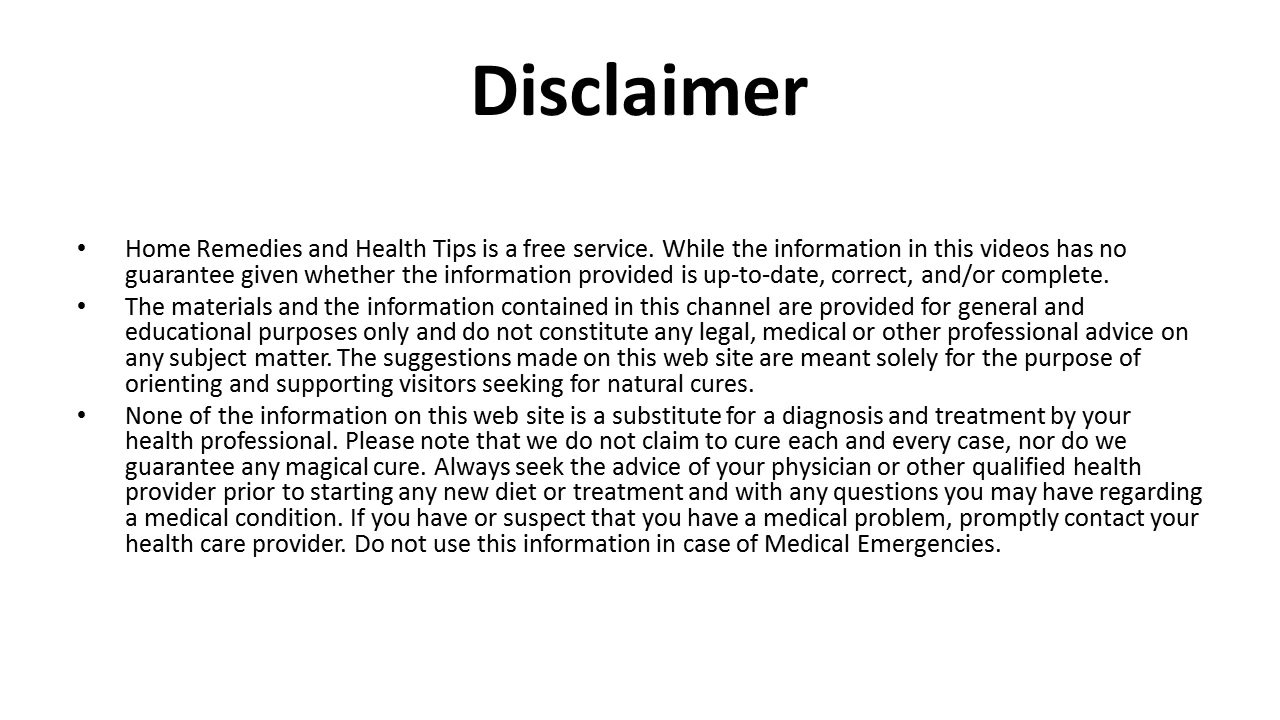 Disclaimer
• Home Remedies and Health Tips is a free service. While the information in this videos has no
guarantee given whether the information provided is up-to-date, correct, and/or complete.
• The materials and the information contained in this channel are provided for general and
educational purposes only and do not constitute any legal, medical or other professional advice on
any subject matter. The suggestions made on this web site are meant solely for the purpose of
orienting and supporting visitors seeking for natural cures.
• None of the information on this web site is a substitute for a diagnosis and treatment by your
health professional. Please note that we do not claim to cure each and every case, nor do we
guarantee any magical cure. Always seek the advice of your physician or other qualified health
provider prior to starting any new diet or treatment and with any questions you may have regarding
a medical condition. If you have or suspect that you have a medical problem, promptly contact your
health care provider. Do not use this information in case of Medical Emergencies.